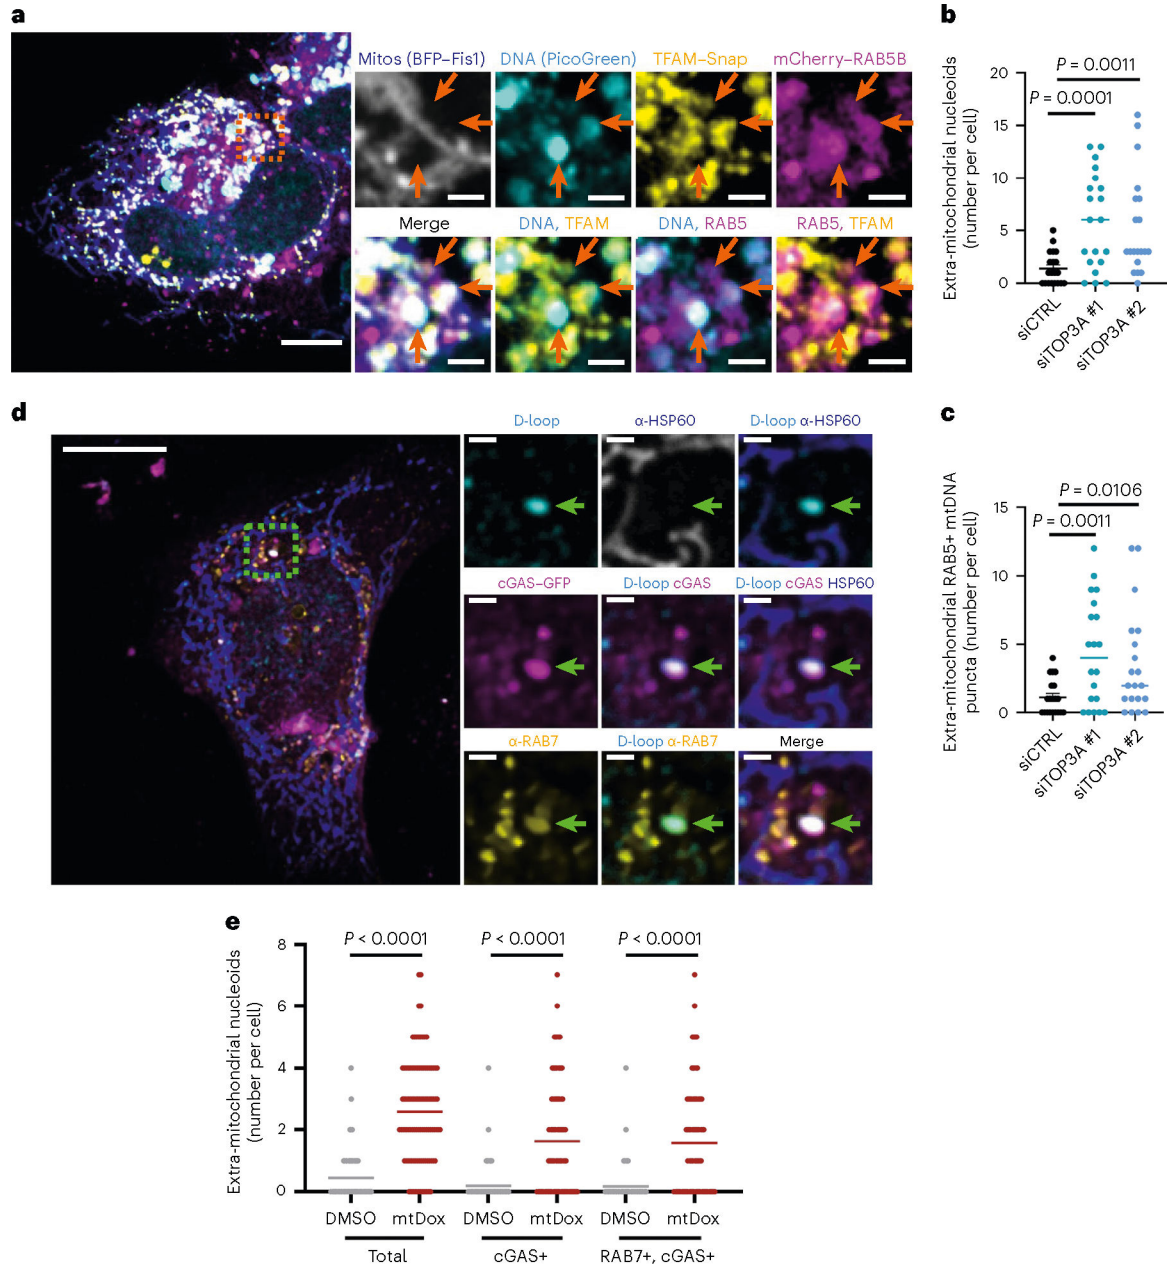 a
Mitos (BFP–Fis1)
DNA (PicoGreen)
TFAM–Snap
mCherry–RAB5B
Merge
DNA, TFAM
DNA, RAB5
RAB5, TFAM
b
Extra-mitochondrial nucleoids
(number per cell)
20
15
10
5
0
P = 0.0011
P = 0.0001
siCTRL
siTOP3A #1
siTOP3A #2
d
D-loop
α-HSP60
D-loop α-HSP60
cGAS–GFP
D-loop cGAS
D-loop cGAS HSP60
α-RAB7
D-loop α-RAB7
Merge
c
Extra-mitochondrial RAB5+ mtDNA
puncta (number per cell)
15
10
5
0
P = 0.0106
P = 0.0011
siCTRL
siTOP3A #1
siTOP3A #2
e
Extra-mitochondrial nucleoids
(number per cell)
8
6
4
2
0
P < 0.0001
P < 0.0001
P < 0.0001
DMSO
mtDox
DMSO
mtDox
DMSO
mtDox
Total
cGAS+
RAB7+, cGAS+